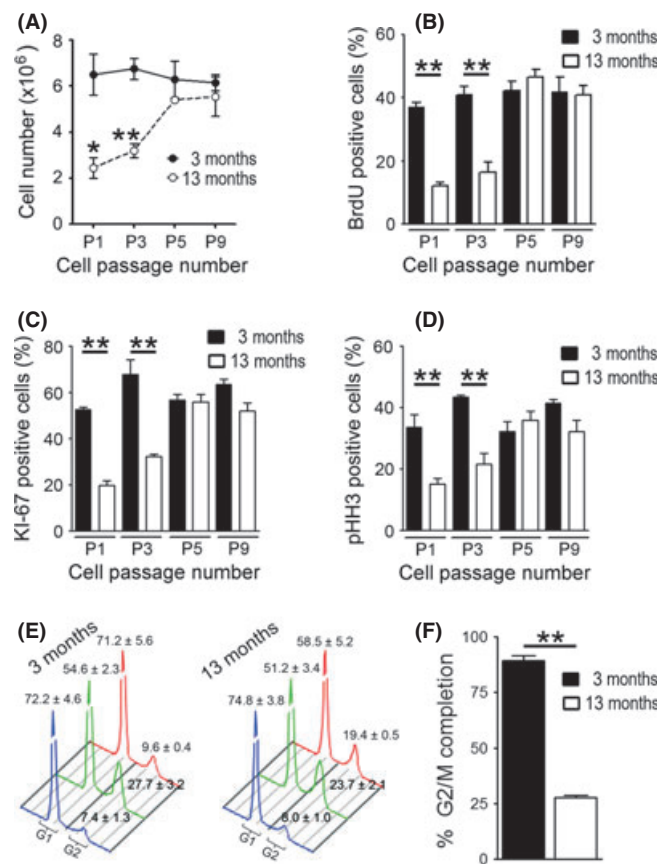 (A)
Cell number (x10⁶)
8
6
4
2
0
*
**
3 months
13 months
P1 P3 P5 P9
Cell passage number
(B)
BrdU positive cells (%)
60
40
20
0
** **
3 months
13 months
P1 P3 P5 P9
Cell passage number
(C)
KI-67 positive cells (%)
80
60
40
20
0
** **
3 months
13 months
P1 P3 P5 P9
Cell passage number
(D)
pHH3 positive cells (%)
60
40
20
0
** **
3 months
13 months
P1 P3 P5 P9
Cell passage number
(E)
3 months
71.2 ± 5.6
54.6 ± 2.3
72.2 ± 4.6
9.6 ± 0.4
27.7 ± 3.2
7.4 ± 1.3
G1 G2
13 months
58.5 ± 5.2
51.2 ± 3.4
74.8 ± 3.8
19.4 ± 0.5
23.7 ± 2.1
6.0 ± 1.0
G1 G2
(F)
% G2/M completion
100
75
50
25
0
**
3 months
13 months